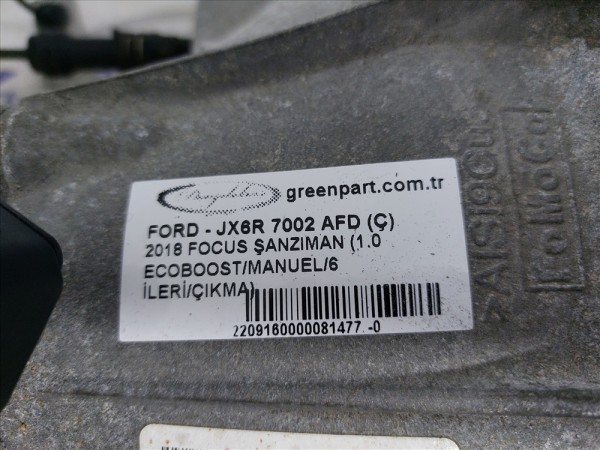 greenpart.com.tr
FORD - JX6R 7002 AFD (Ç)
2018 FOCUS ŞANZIMAN (1.0
ECOBOOST/MANUEL/6
İLERİ/ÇIKMA)
2209160000081477 -0
FoMoCo